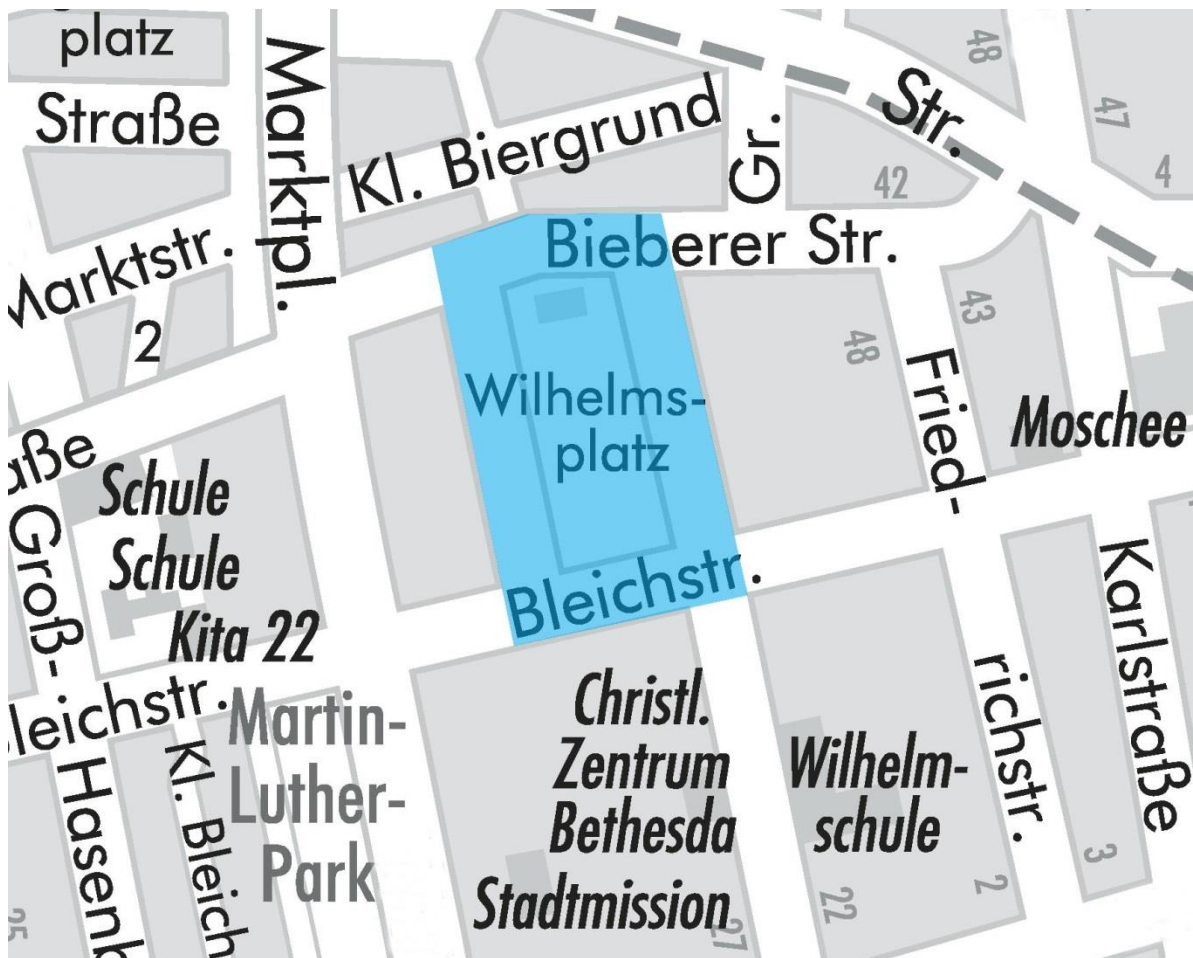 platz
Straße
Marktpl.
Kl. Biergrund
Gr.
Str.
48
47
4
42
Marktstr.
2
Bieberer Str.
43
48
Wilhelms-
platz
Fried-
richstr.
Moschee
aße
Schule
Schule
Kita 22
Groß-
Hasenb
Bleichstr.
leichstr.
Kl. Bleich
Martin-
Luther-
Park
Christl.
Zentrum
Bethesda
Stadtmission
Wilhelm-
schule
Karlstraße
3
2
22
27
25